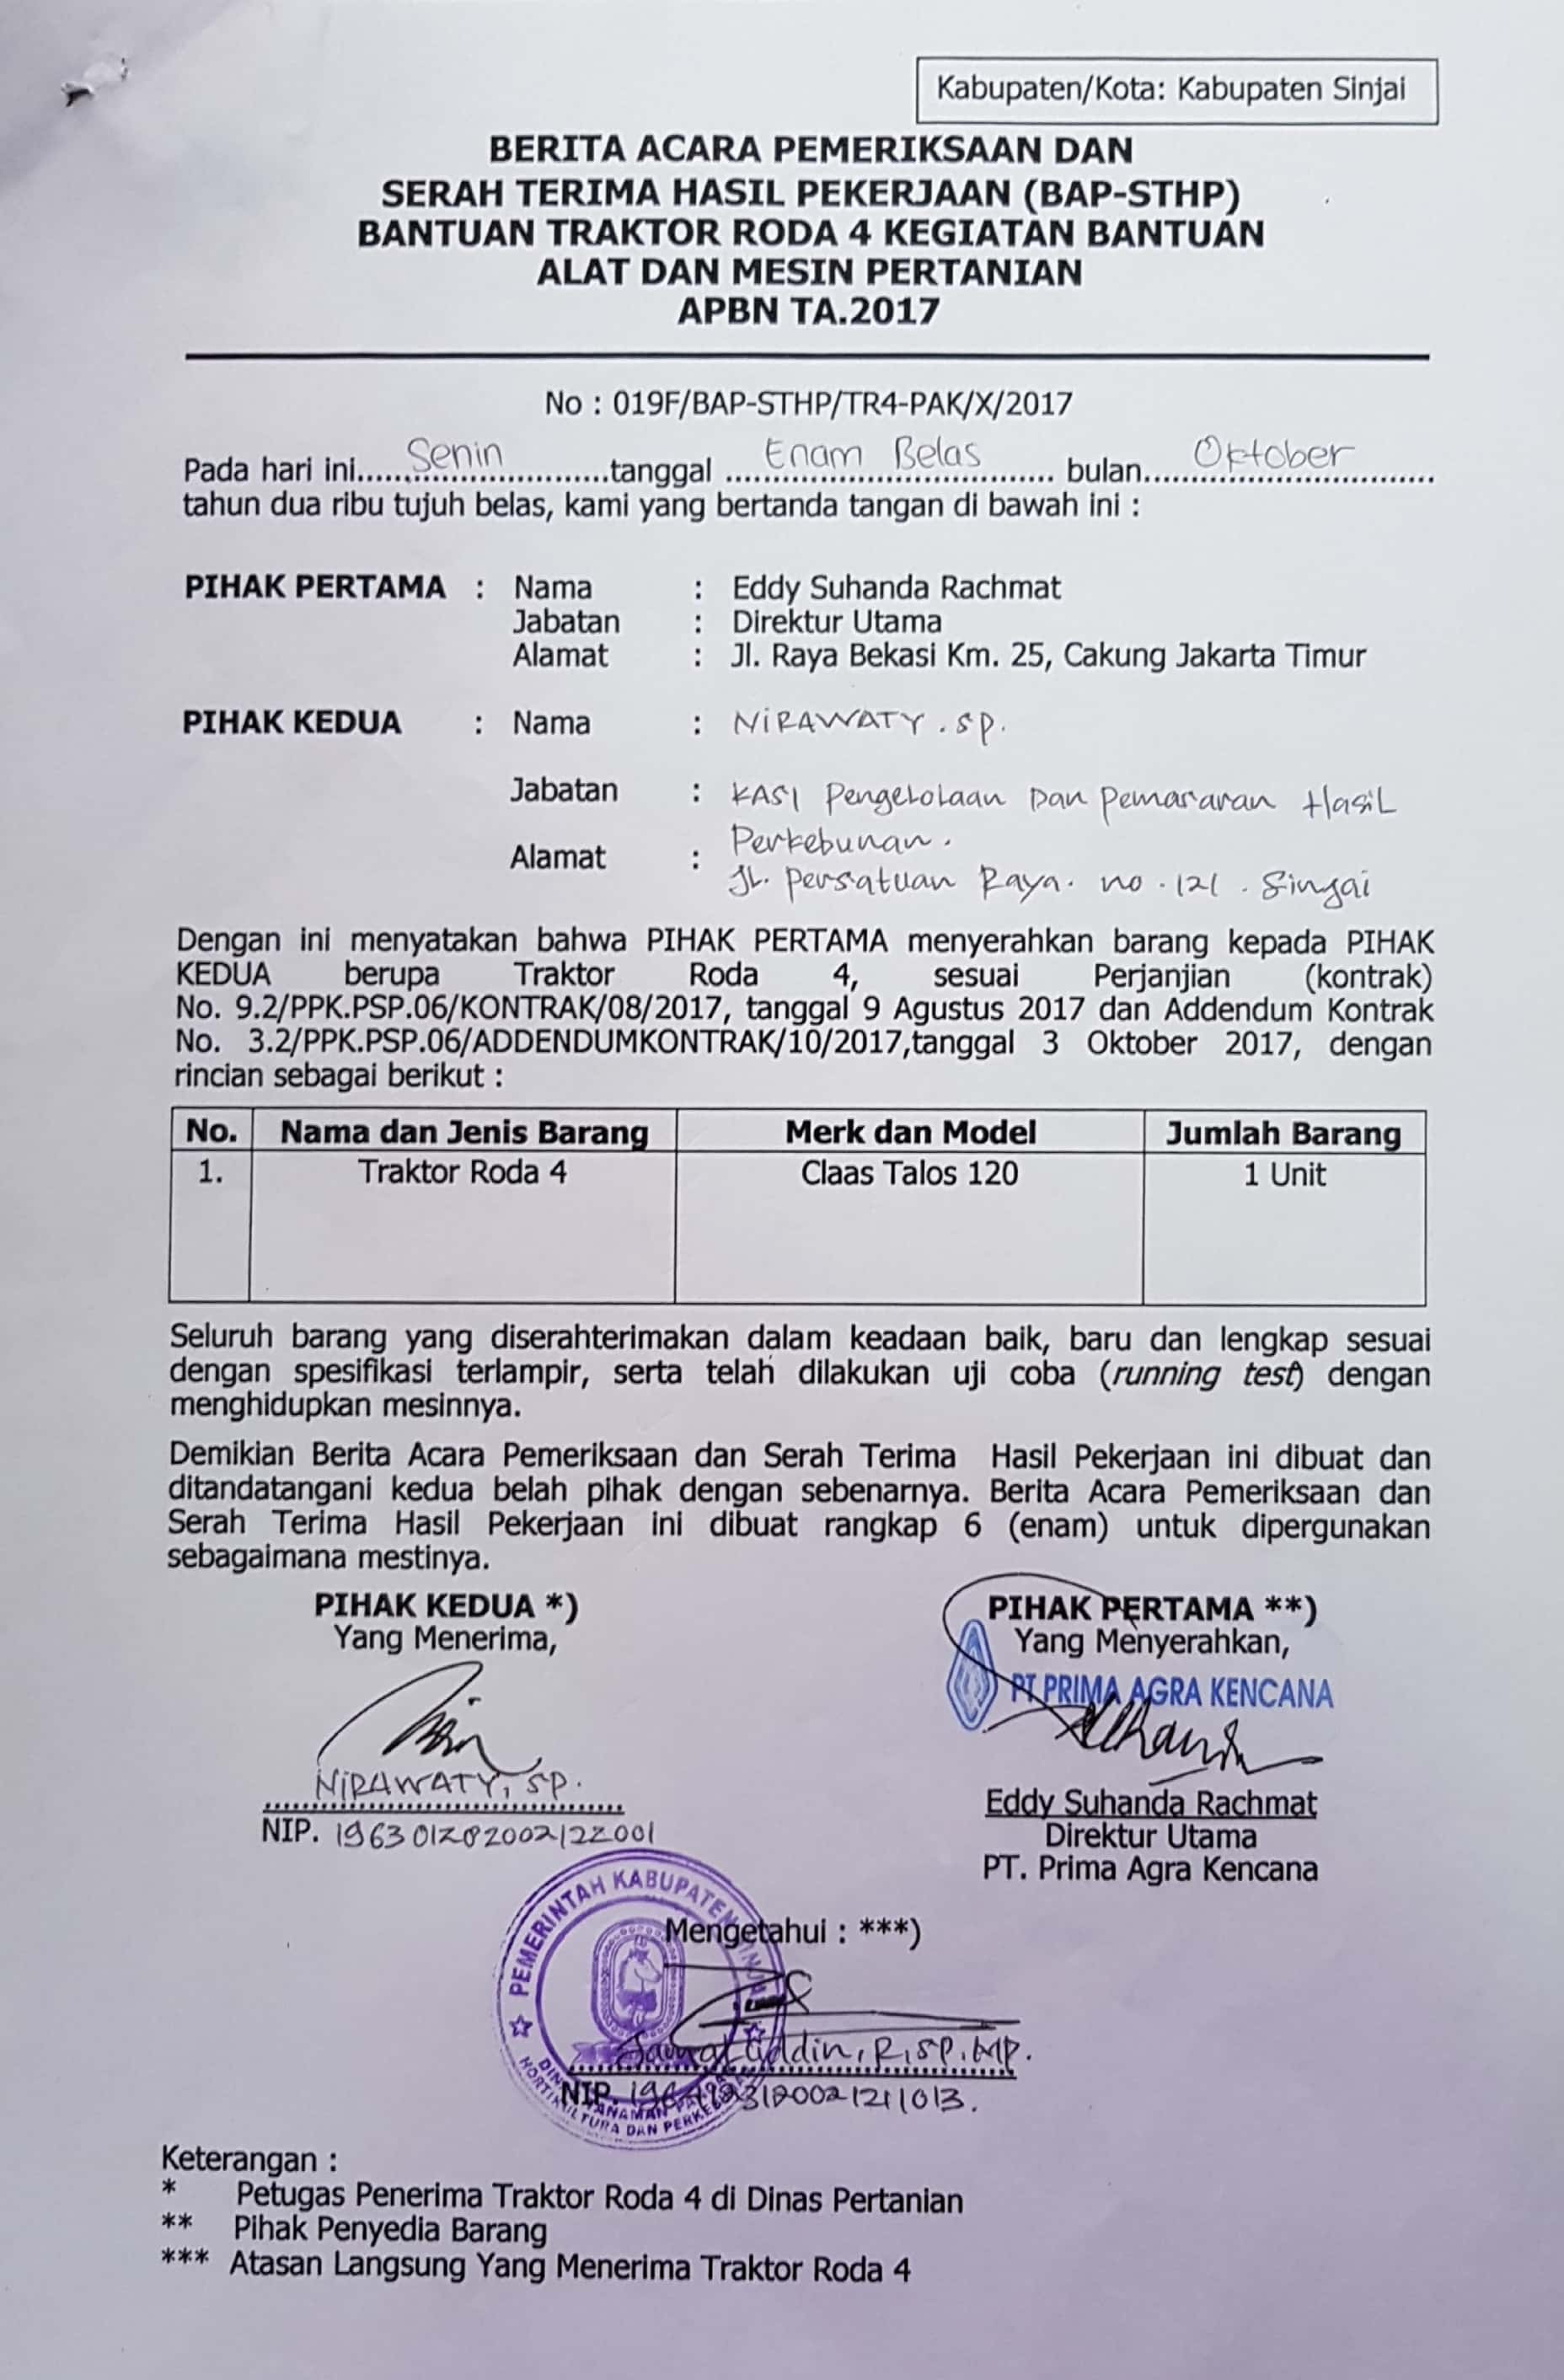 Kabupaten/Kota: Kabupaten Sinjai
BERITA ACARA PEMERIKSAAN DAN
SERAH TERIMA HASIL PEKERJAAN (BAP-STHP)
BANTUAN TRAKTOR RODA 4 KEGIATAN BANTUAN
ALAT DAN MESIN PERTANIAN
APBN TA.2017
No : 019F/BAP-STHP/TR4-PAK/X/2017
Pada hari ini.....Senin.....tanggal .....Enam Belas..... bulan.....Oktober.....
tahun dua ribu tujuh belas, kami yang bertanda tangan di bawah ini :
PIHAK PERTAMA : Nama : Eddy Suhanda Rachmat
Jabatan : Direktur Utama
Alamat : Jl. Raya Bekasi Km. 25, Cakung Jakarta Timur
PIHAK KEDUA : Nama : NiRAWATY . SP.
Jabatan : KASI Pengelolaan Dan Pemasaran HasiL
Perkebunan.
Alamat : JL. Persatuan Raya. no . 121 . Sinjai
Dengan ini menyatakan bahwa PIHAK PERTAMA menyerahkan barang kepada PIHAK
KEDUA berupa Traktor Roda 4, sesuai Perjanjian (kontrak)
No. 9.2/PPK.PSP.06/KONTRAK/08/2017, tanggal 9 Agustus 2017 dan Addendum Kontrak
No. 3.2/PPK.PSP.06/ADDENDUMKONTRAK/10/2017,tanggal 3 Oktober 2017, dengan
rincian sebagai berikut :
No. Nama dan Jenis Barang Merk dan Model Jumlah Barang
1. Traktor Roda 4 Claas Talos 120 1 Unit
Seluruh barang yang diserahterimakan dalam keadaan baik, baru dan lengkap sesuai
dengan spesifikasi terlampir, serta telah dilakukan uji coba (running test) dengan
menghidupkan mesinnya.
Demikian Berita Acara Pemeriksaan dan Serah Terima Hasil Pekerjaan ini dibuat dan
ditandatangani kedua belah pihak dengan sebenarnya. Berita Acara Pemeriksaan dan
Serah Terima Hasil Pekerjaan ini dibuat rangkap 6 (enam) untuk dipergunakan
sebagaimana mestinya.
PIHAK KEDUA *) PIHAK PERTAMA **)
Yang Menerima, Yang Menyerahkan,
PT PRIMA AGRA KENCANA
NiRAWATY, SP.
NIP. 196301282002122001
Eddy Suhanda Rachmat
Direktur Utama
PT. Prima Agra Kencana
PEMERINTAH KABUPATEN SINJAI
Mengetahui : ***)
R, SP, MP.
NIP.
HORTIKULTURA DAN PERKEBUNAN
Keterangan :
* Petugas Penerima Traktor Roda 4 di Dinas Pertanian
** Pihak Penyedia Barang
*** Atasan Langsung Yang Menerima Traktor Roda 4